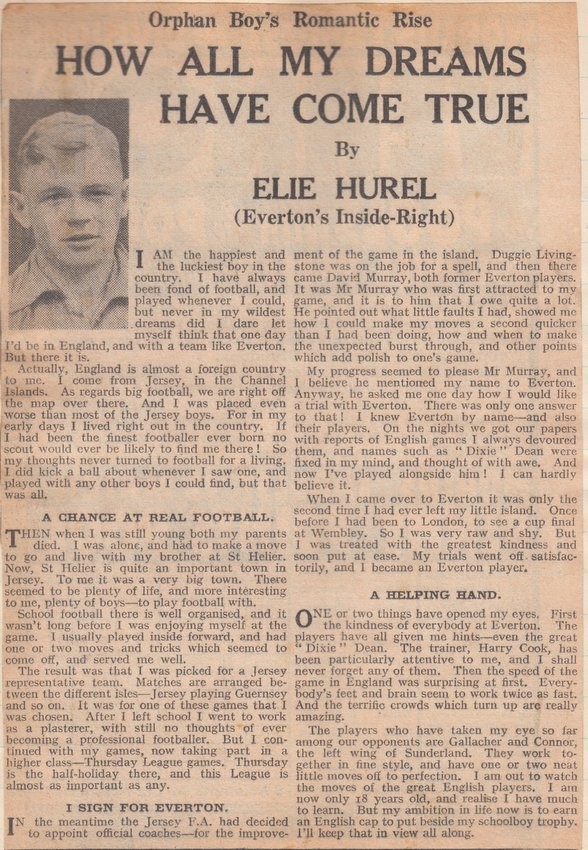 Orphan Boy's Romantic Rise
HOW ALL MY DREAMS
HAVE COME TRUE
By
ELIE HUREL
(Everton's Inside-Right)
I AM the happiest and
the luckiest boy in the
country. I have always
been fond of football, and
played whenever I could,
but never in my wildest
dreams did I dare let
myself think that one day
I'd be in England, and with a team like Everton.
But there it is.
Actually, England is almost a foreign country
to me. I come from Jersey, in the Channel
Islands. As regards big football, we are right off
the map over there. And I was placed even
worse than most of the Jersey boys. For in my
early days I lived right out in the country. If
I had been the finest footballer ever born no
scout would ever be likely to find me there! So
my thoughts never turned to football for a living.
I did kick a ball about whenever I saw one, and
played with any other boys I could find, but that
was all.
A CHANCE AT REAL FOOTBALL.
THEN when I was still young both my parents
died. I was alone, and had to make a move
to go and live with my brother at St Helier.
Now, St Helier is quite an important town in
Jersey. To me it was a very big town. There
seemed to be plenty of life, and more interesting
to me, plenty of boys—to play football with.
School football there is well organised, and it
wasn't long before I was enjoying myself at the
game. I usually played inside forward, and had
one or two moves and tricks which seemed to
come off, and served me well.
The result was that I was picked for a Jersey
representative team. Matches are arranged be-
tween the different isles—Jersey playing Guernsey
and so on. It was for one of these games that I
was chosen. After I left school I went to work
as a plasterer, with still no thoughts of ever
becoming a professional footballer. But I con-
tinued with my games, now taking part in a
higher class—Thursday League games. Thursday
is the half-holiday there, and this League is
almost as important as any.
I SIGN FOR EVERTON.
IN the meantime the Jersey F.A. had decided
to appoint official coaches—for the improve-
ment of the game in the island. Duggie Living-
stone was on the job for a spell, and then there
came David Murray, both former Everton players.
It was Mr Murray who was first attracted to my
game, and it is to him that I owe quite a lot.
He pointed out what little faults I had, showed me
how I could make my moves a second quicker
than I had been doing, how and when to make
the unexpected burst through, and other points
which add polish to one's game.
My progress seemed to please Mr Murray, and
I believe he mentioned my name to Everton.
Anyway, he asked me one day how I would like
a trial with Everton. There was only one answer
to that! I knew Everton by name—and also
their players. On the nights we got our papers
with reports of English games I always devoured
them, and names such as "Dixie" Dean were
fixed in my mind, and thought of with awe. And
now I've played alongside him! I can hardly
believe it.
When I came over to Everton it was only the
second time I had ever left my little island. Once
before I had been to London, to see a cup final
at Wembley. So I was very raw and shy. But
I was treated with the greatest kindness and
soon put at ease. My trials went off satisfac-
torily, and I became an Everton player.
A HELPING HAND.
ONE or two things have opened my eyes. First
the kindness of everybody at Everton. The
players have all given me hints—even the great
"Dixie" Dean. The trainer, Harry Cook, has
been particularly attentive to me, and I shall
never forget any of them. Then the speed of the
game in England was surprising at first. Every-
body's feet and brain seem to work twice as fast.
And the terrific crowds which turn up are really
amazing.
The players who have taken my eye so far
among our opponents are Gallacher and Connor,
the left wing of Sunderland. They work to-
gether in fine style, and have one or two neat
little moves off to perfection. I am out to watch
the moves of the great English players. I am
now only 18 years old, and realise I have much
to learn. But my ambition in life now is to earn
an English cap to put beside my schoolboy trophy.
I'll keep that in view all along.